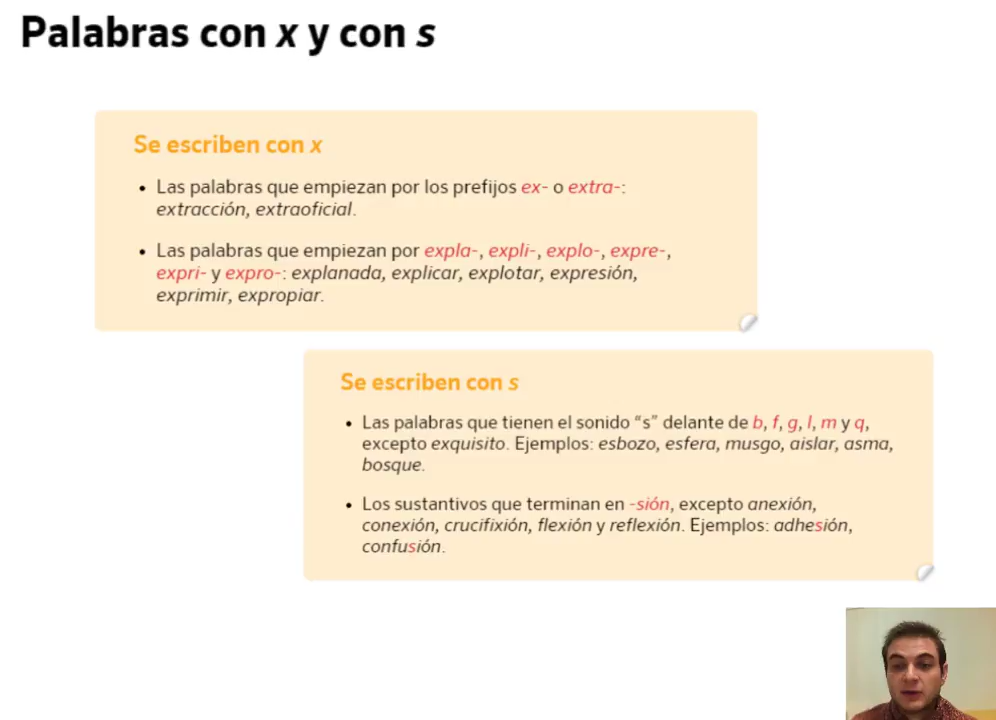 Palabras con x y con s
Se escriben con x
• Las palabras que empiezan por los prefijos ex- o extra-:
extracción, extraoficial.
• Las palabras que empiezan por expla-, expli-, explo-, expre-,
expri- y expro-: explanada, explicar, explotar, expresión,
exprimir, expropiar.
Se escriben con s
• Las palabras que tienen el sonido “s” delante de b, f, g, l, m y q,
excepto exquisito. Ejemplos: esbozo, esfera, musgo, aislar, asma,
bosque.
• Los sustantivos que terminan en -sión, excepto anexión,
conexión, crucifixión, flexión y reflexión. Ejemplos: adhesión,
confusión.